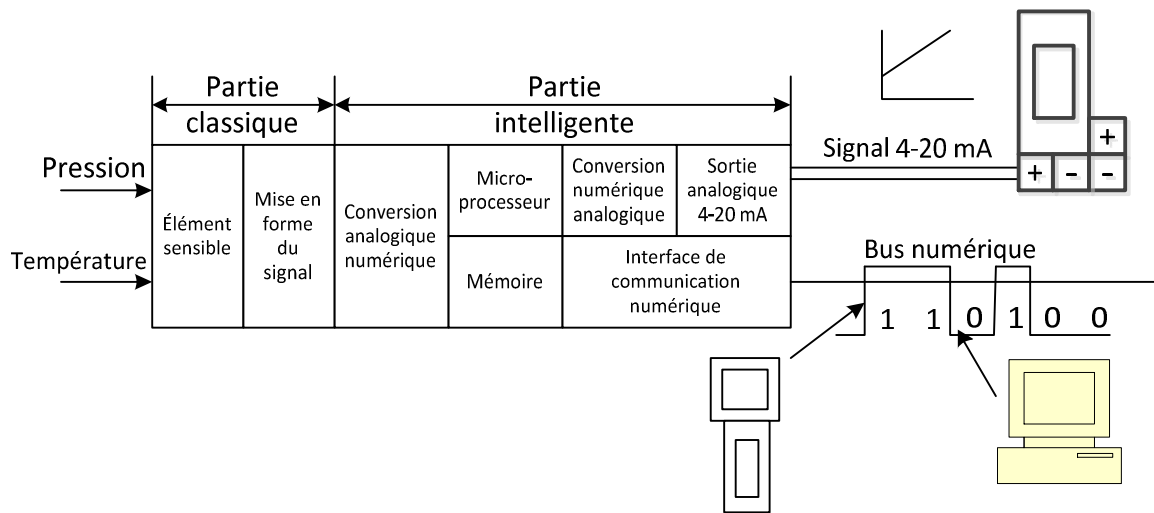 Partie
classique
Partie
intelligente
Pression
Température
Élément
sensible
Mise en
forme
du
signal
Conversion
analogique
numérique
Micro-
processeur
Mémoire
Conversion
numérique
analogique
Sortie
analogique
4-20 mA
Interface de
communication
numérique
Signal 4-20 mA
+
+ - -
Bus numérique
1 1 0 1 0 0